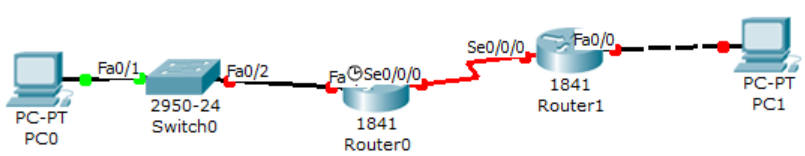 Fa0/1
PC-PT
PC0
Fa0/2
2950-24
Switch0
Fa
Se0/0/0
1841
Router0
Se0/0/0
Fa0/0
1841
Router1
PC-PT
PC1